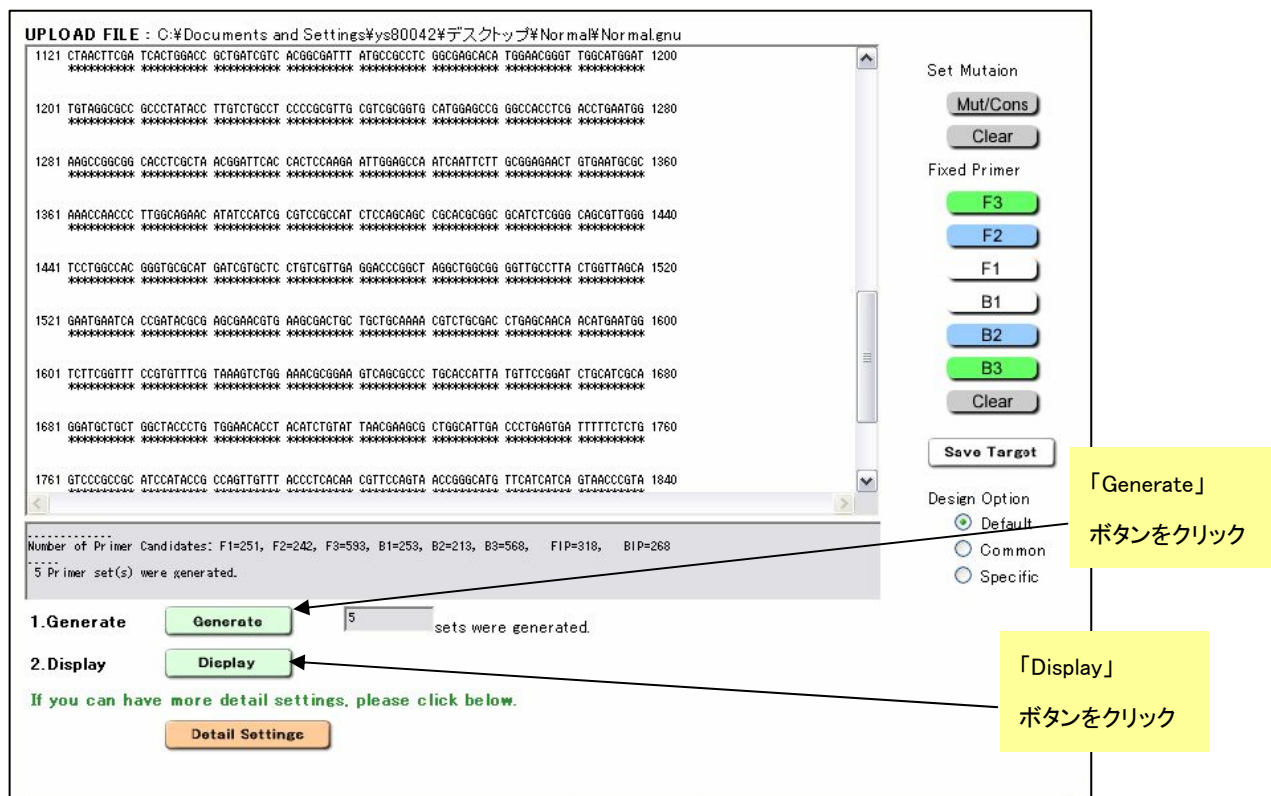 UPLOAD FILE : C:¥Documents and Settings¥ys80042¥デスクトップ¥Normal¥Normal.gnu
1121 CTAACTTCGA TCACTGGACC GCTGATCGTC ACGGCGATTT ATGCCGCCTC GGCGAGCACA TGGAACGGGT TGGCATGGAT 1200
********** ********** ********** ********** ********** ********** ********** **********
1201 TGTAGGCGCC GCCCTATACC TTGTCTGCCT CCCCGCGTTG CGTCGCGGTG CATGGAGCCG GGCCACCTCG ACCTGAATGG 1280
********** ********** ********** ********** ********** ********** ********** **********
1281 AAGCCGGCGG CACCTCGCTA ACGGATTCAC CACTCCAAGA ATTGGAGCCA ATCAATTCTT GCGGAGAACT GTGAATGCGC 1360
********** ********** ********** ********** ********** ********** ********** **********
1361 AAACCAACCC TTGGCAGAAC ATATCCATCG CGTCCGCCAT CTCCAGCAGC CGCACGCGGC GCATCTCGGG CAGCGTTGGG 1440
********** ********** ********** ********** ********** ********** ********** **********
1441 TCCTGGCCAC GGGTGCGCAT GATCGTGCTC CTGTCGTTGA GGACCCGGCT AGGCTGGCGG GGTTGCCTTA CTGGTTAGCA 1520
********** ********** ********** ********** ********** ********** ********** **********
1521 GAATGAATCA CCGATACGCG AGCGAACGTG AAGCGACTGC TGCTGCAAAA CGTCTGCGAC CTGAGCAACA ACATGAATGG 1600
********** ********** ********** ********** ********** ********** ********** **********
1601 TCTTCGGTTT CCGTGTTTCG TAAAGTCTGG AAACGCGGAA GTCAGCGCCC TGCACCATTA TGTTCCGGAT CTGCATCGCA 1680
********** ********** ********** ********** ********** ********** ********** **********
1681 GGATGCTGCT GGCTACCCTG TGGAACACCT ACATCTGTAT TAACGAAGCG CTGGCATTGA CCCTGAGTGA TTTTTCTCTG 1760
********** ********** ********** ********** ********** ********** ********** **********
1761 GTCCCGCCGC ATCCATACCG CCAGTTGTTT ACCCTCACAA CGTTCCAGTA ACCGGGCATG TTCATCATCA GTAACCCGTA 1840
********** ********** ********** ********** ********** ********** ********** **********
Set Mutaion
Mut/Cons
Clear
Fixed Primer
F3
F2
F1
B1
B2
B3
Clear
Save Target
Design Option
Default
Common
Specific
.............
Number of Primer Candidates: F1=251, F2=242, F3=593, B1=253, B2=213, B3=568, FIP=318, BIP=268
.....
5 Primer set(s) were generated.
1.Generate Generate 5 sets were generated.
2.Display Display
If you can have more detail settings, please click below.
Detail Settings
「Generate」
ボタンをクリック
「Display」
ボタンをクリック